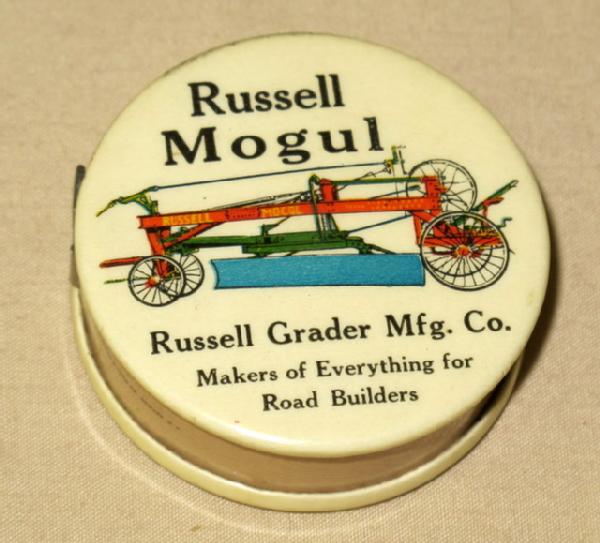 Russell
Mogul
RUSSELL MOGUL
Russell Grader Mfg. Co.
Makers of Everything for
Road Builders